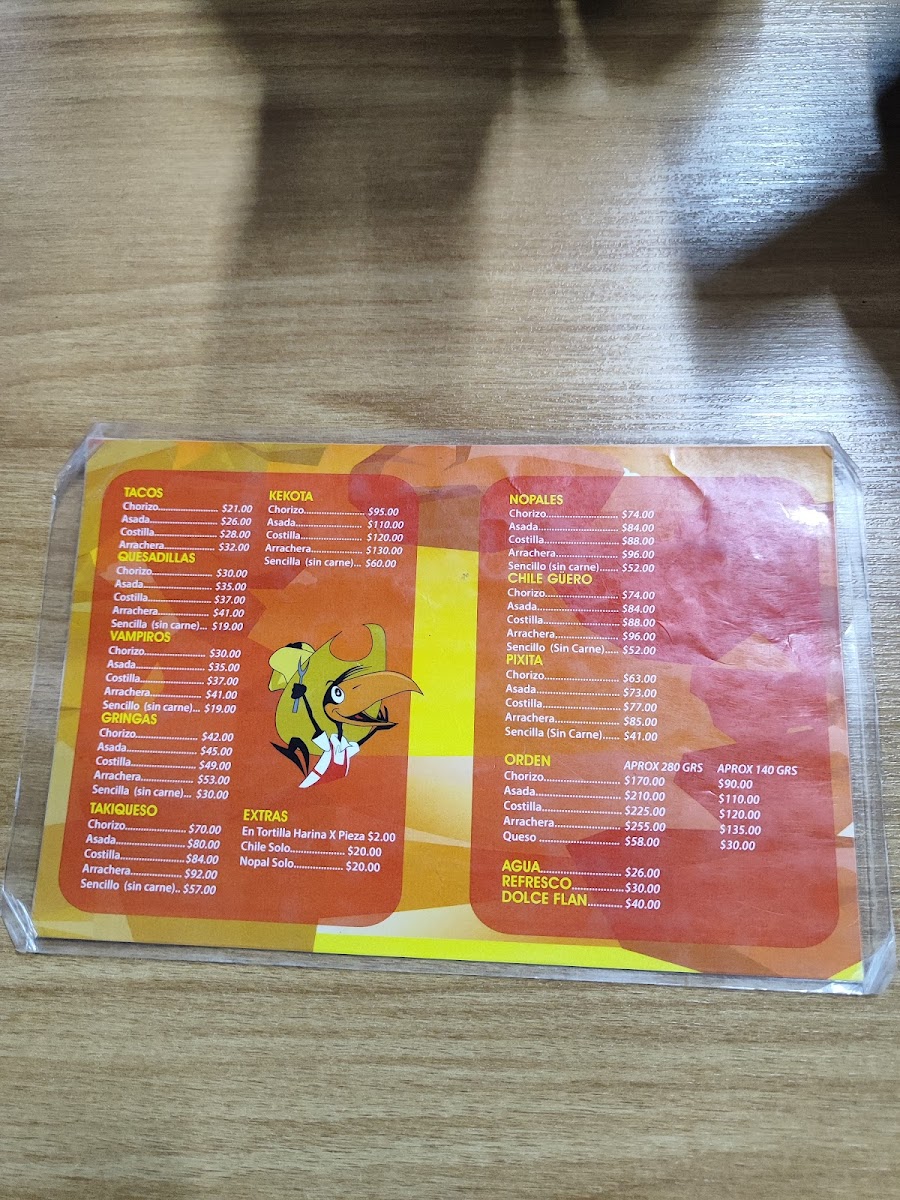 TACOS
Chorizo..................... $21.00
Asada......................... $26.00
Costilla....................... $28.00
Arrachera................... $32.00
QUESADILLAS
Chorizo..................... $30.00
Asada......................... $35.00
Costilla....................... $37.00
Arrachera................... $41.00
Sencilla (sin carne)... $19.00
VAMPIROS
Chorizo..................... $30.00
Asada......................... $35.00
Costilla....................... $37.00
Arrachera................... $41.00
Sencillo (sin carne)... $19.00
GRINGAS
Chorizo..................... $42.00
Asada......................... $45.00
Costilla....................... $49.00
Arrachera................... $53.00
Sencilla (sin carne)... $30.00
TAKIQUESO
Chorizo..................... $70.00
Asada......................... $80.00
Costilla....................... $84.00
Arrachera................... $92.00
Sencillo (sin carne).. $57.00
KEKOTA
Chorizo..................... $95.00
Asada......................... $110.00
Costilla....................... $120.00
Arrachera................... $130.00
Sencilla (sin carne)... $60.00
EXTRAS
En Tortilla Harina X Pieza $2.00
Chile Solo................... $20.00
Nopal Solo................. $20.00
NOPALES
Chorizo..................... $74.00
Asada......................... $84.00
Costilla....................... $88.00
Arrachera................... $96.00
Sencillo (sin carne).... $52.00
CHILE GÜERO
Chorizo..................... $74.00
Asada......................... $84.00
Costilla....................... $88.00
Arrachera................... $96.00
Sencillo (Sin Carne)..... $52.00
PIXITA
Chorizo..................... $63.00
Asada......................... $73.00
Costilla....................... $77.00
Arrachera................... $85.00
Sencilla (Sin Carne)...... $41.00
ORDEN APROX 280 GRS APROX 140 GRS
Chorizo..................... $170.00 $90.00
Asada......................... $210.00 $110.00
Costilla....................... $225.00 $120.00
Arrachera................... $255.00 $135.00
Queso ....................... $58.00 $30.00
AGUA....................... $26.00
REFRESCO............... $30.00
DOLCE FLAN.......... $40.00